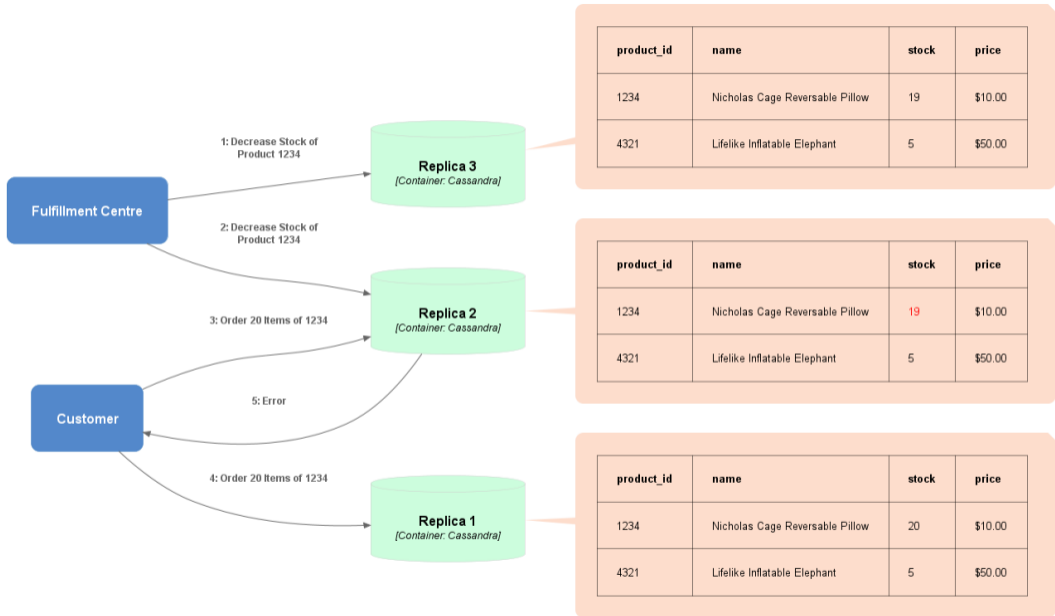 product_id name stock price
1234 Nicholas Cage Reversable Pillow 19 $10.00
4321 Lifelike Inflatable Elephant 5 $50.00
1: Decrease Stock of
Product 1234
Replica 3
[Container: Cassandra]
Fulfillment Centre
2: Decrease Stock of
Product 1234
product_id name stock price
1234 Nicholas Cage Reversable Pillow 19 $10.00
4321 Lifelike Inflatable Elephant 5 $50.00
Replica 2
[Container: Cassandra]
3: Order 20 Items of 1234
5: Error
Customer
4: Order 20 Items of 1234
Replica 1
[Container: Cassandra]
product_id name stock price
1234 Nicholas Cage Reversable Pillow 20 $10.00
4321 Lifelike Inflatable Elephant 5 $50.00